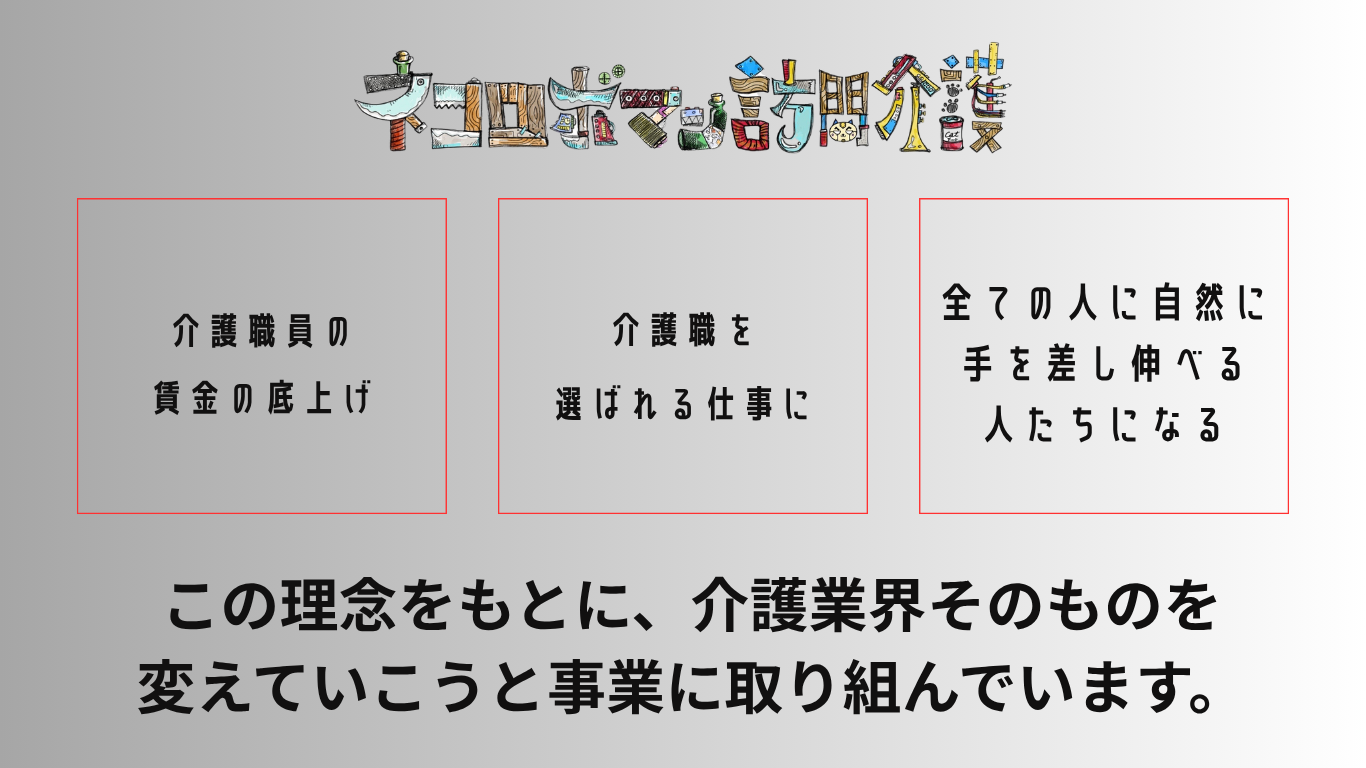 ネコロボマン訪問介護
介護職員の
賃金の底上げ
介護職を
選ばれる仕事に
全ての人に自然に
手を差し伸べる
人たちになる
この理念をもとに、介護業界そのものを
変えていこうと事業に取り組んでいます。